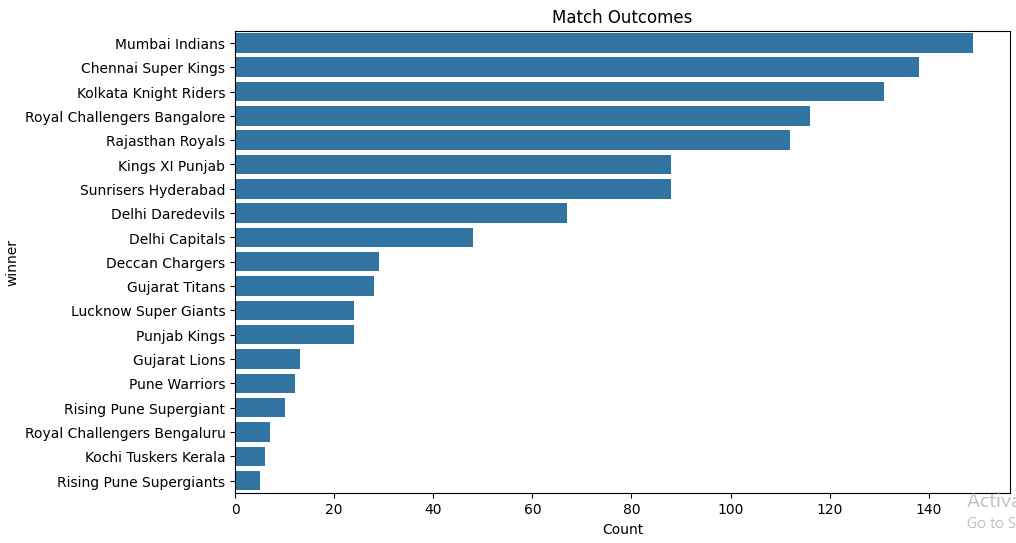 Match Outcomes
Mumbai Indians
Chennai Super Kings
Kolkata Knight Riders
Royal Challengers Bangalore
Rajasthan Royals
Kings XI Punjab
Sunrisers Hyderabad
Delhi Daredevils
Delhi Capitals
Deccan Chargers
Gujarat Titans
Lucknow Super Giants
Punjab Kings
Gujarat Lions
Pune Warriors
Rising Pune Supergiant
Royal Challengers Bengaluru
Kochi Tuskers Kerala
Rising Pune Supergiants
winner
0 20 40 60 80 100 120 140
Count
Activa
Go to S